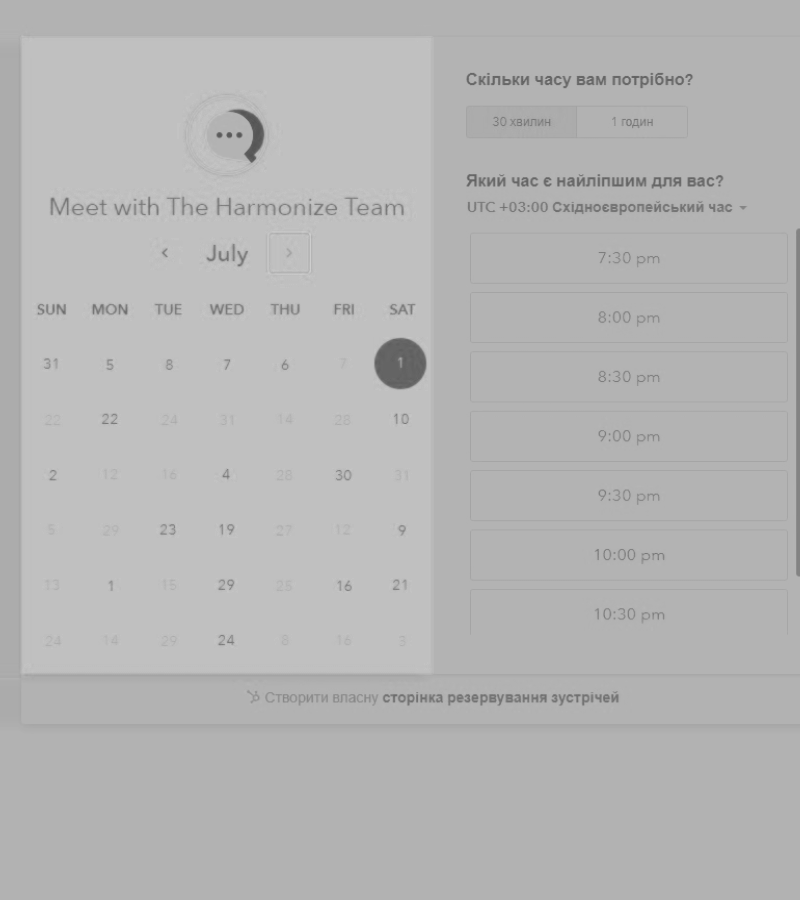 Meet with The Harmonize Team
July
SUN MON TUE WED THU FRI SAT
31 5 8 7 6 7 1
22 22 24 31 14 28 10
2 12 16 4 28 30 31
5 29 23 19 27 12 9
13 1 15 29 25 16 21
24 14 29 24 8 16 3
Скільки часу вам потрібно?
30 хвилин 1 годин
Який час є найліпшим для вас?
UTC +03:00 Східноєвропейський час
7:30 pm
8:00 pm
8:30 pm
9:00 pm
9:30 pm
10:00 pm
10:30 pm
Створити власну сторінка резервування зустрічей